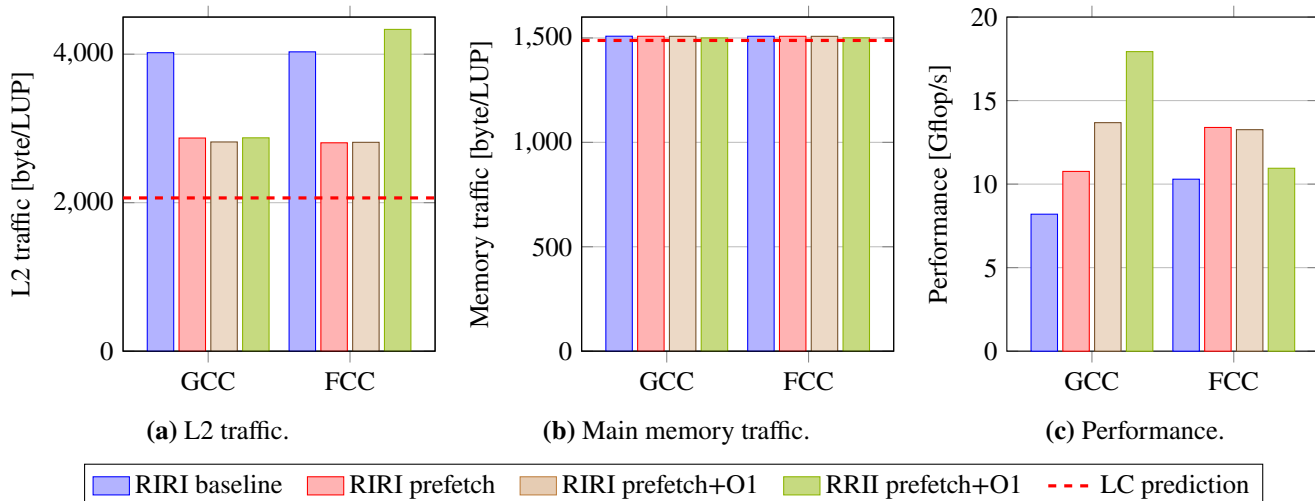 L2 traffic [byte/LUP]
4,000
2,000
0
GCC
FCC
(a) L2 traffic.
Memory traffic [byte/LUP]
1,500
1,000
500
0
GCC
FCC
(b) Main memory traffic.
Performance [Gflop/s]
20
15
10
5
0
GCC
FCC
(c) Performance.
RIRI baseline
RIRI prefetch
RIRI prefetch+O1
RRII prefetch+O1
LC prediction